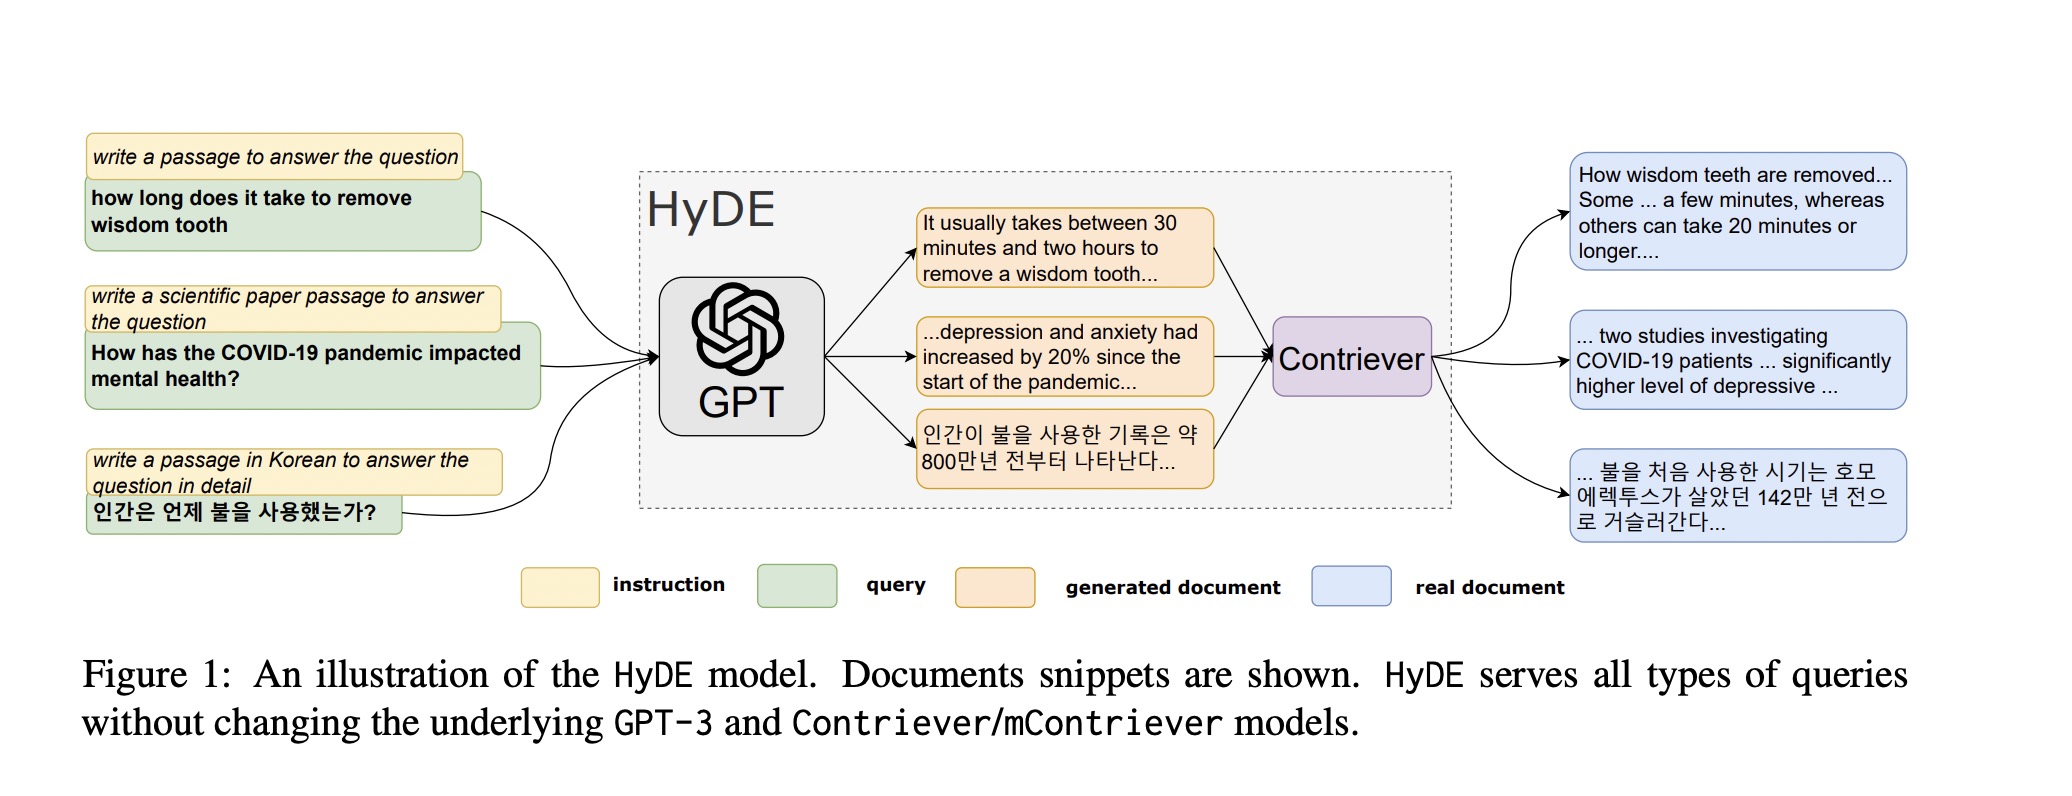 write a passage to answer the question
how long does it take to remove
wisdom tooth
write a scientific paper passage to answer
the question
How has the COVID-19 pandemic impacted
mental health?
write a passage in Korean to answer the
question in detail
인간은 언제 불을 사용했는가?
HyDE
GPT
It usually takes between 30
minutes and two hours to
remove a wisdom tooth...
...depression and anxiety had
increased by 20% since the
start of the pandemic...
인간이 불을 사용한 기록은 약
800만년 전부터 나타난다...
Contriever
How wisdom teeth are removed...
Some ... a few minutes, whereas
others can take 20 minutes or
longer....
... two studies investigating
COVID-19 patients ... significantly
higher level of depressive ...
... 불을 처음 사용한 시기는 호모
에렉투스가 살았던 142만 년 전으
로 거슬러간다...
instruction
query
generated document
real document
Figure 1: An illustration of the HyDE model. Documents snippets are shown. HyDE serves all types of queries
without changing the underlying GPT-3 and Contriever/mContriever models.